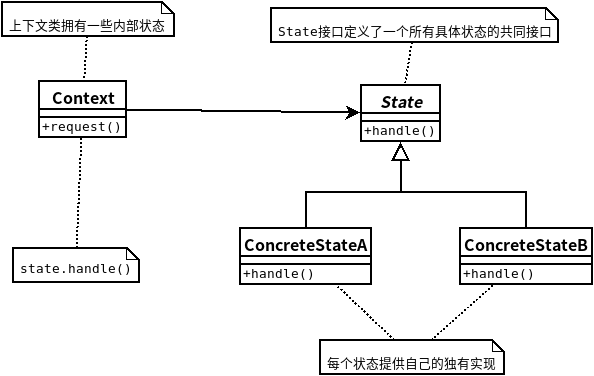 上下文类拥有一些内部状态
State接口定义了一个所有具体状态的共同接口
Context
+request()
State
+handle()
state.handle()
ConcreteStateA
+handle()
ConcreteStateB
+handle()
每个状态提供自己的独有实现